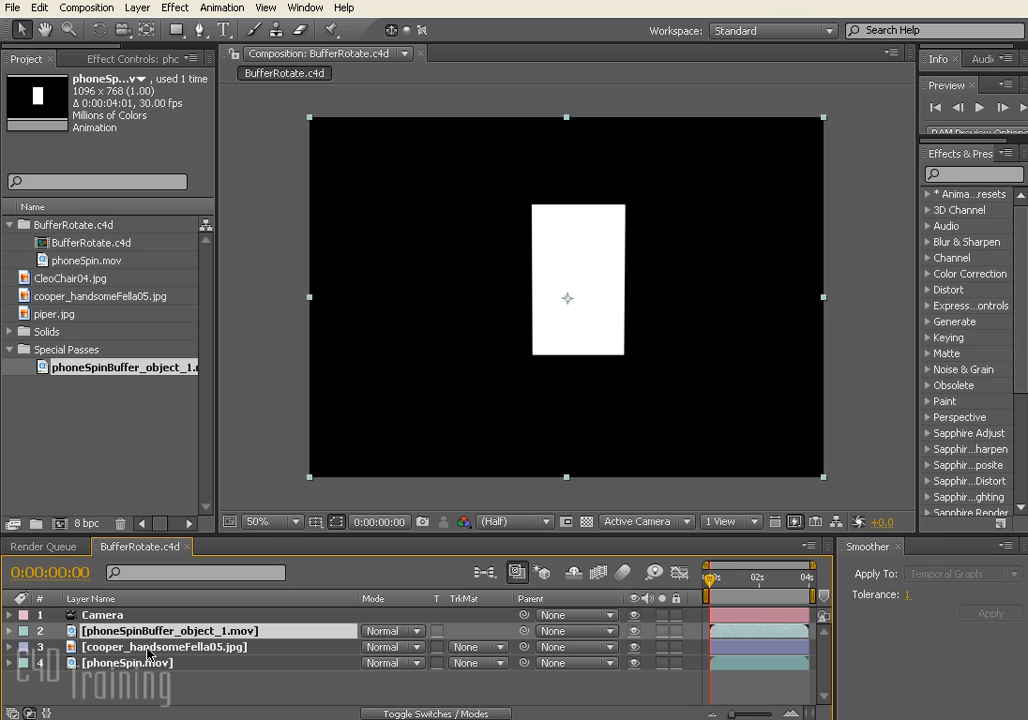 File Edit Composition Layer Effect Animation View Window Help
Workspace: Standard Search Help
Project Effect Controls: phc
Composition: BufferRotate.c4d
BufferRotate.c4d
Info Audi
phoneSp...v , used 1 time
1096 x 768 (1.00)
Δ 0:00:04:01, 30.00 fps
Millions of Colors
Animation
Preview
RAM Preview Options
Effects & Pres
* Anima...resets
3D Channel
Audio
Blur & Sharpen
Channel
Color Correction
Distort
Express...ontrols
Generate
Keying
Matte
Noise & Grain
Obsolete
Paint
Perspective
Sapphire Adjust
Sapphir...harpen
Sapphir...posite
Sapphir...Distort
Sapphir...ghting
Sapphire Render
Name
BufferRotate.c4d
BufferRotate.c4d
phoneSpin.mov
CleoChair04.jpg
cooper_handsomeFella05.jpg
piper.jpg
Solids
Special Passes
phoneSpinBuffer_object_1.
8 bpc
50% 0:00:00:00 (Half) Active Camera 1 View +0.0
Render Queue BufferRotate.c4d
0:00:00:00
02s 04s
# Layer Name Mode T TrkMat Parent
1 Camera None
2 [phoneSpinBuffer_object_1.mov] Normal None
3 [cooper_handsomeFella05.jpg] Normal None None
4 [phoneSpin.mov] Normal None None
Toggle Switches / Modes
Smoother
Apply To: Temporal Graph
Tolerance: 1
Apply
E4D
Training